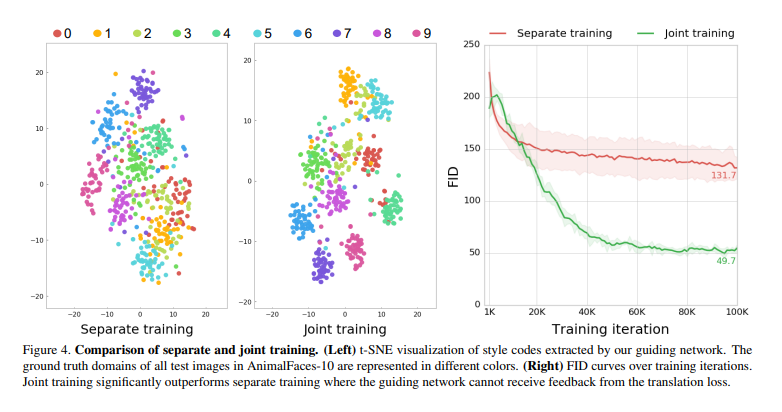 0 1 2 3 4 5 6 7 8 9
Separate training Joint training
250
200
150
100
50
0
FID
131.7
49.7
1K 20K 40K 60K 80K 100K
Training iteration
20
10
0
−10
−20
−20 −10 0 10 20
Separate training
20
10
0
−10
−20
−20 −10 0 10 20
Joint training
Figure 4. Comparison of separate and joint training. (Left) t-SNE visualization of style codes extracted by our guiding network. The
ground truth domains of all test images in AnimalFaces-10 are represented in different colors. (Right) FID curves over training iterations.
Joint training significantly outperforms separate training where the guiding network cannot receive feedback from the translation loss.